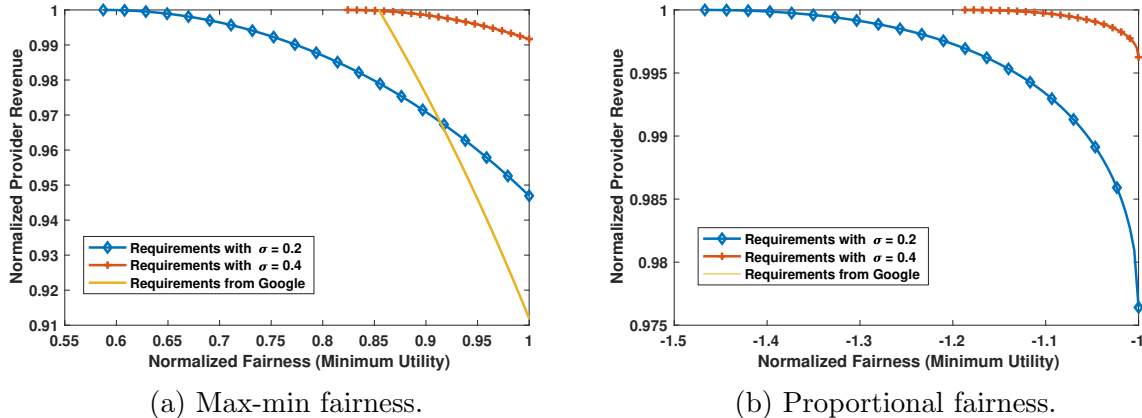 1
0.99
0.98
0.97
0.96
0.95
0.94
0.93
0.92
0.91
Normalized Provider Revenue
Requirements with σ = 0.2
Requirements with σ = 0.4
Requirements from Google
0.55 0.6 0.65 0.7 0.75 0.8 0.85 0.9 0.95 1
Normalized Fairness (Minimum Utility)
(a) Max-min fairness.
1
0.995
0.99
0.985
0.98
0.975
Normalized Provider Revenue
Requirements with σ = 0.2
Requirements with σ = 0.4
Requirements from Google
-1.5 -1.4 -1.3 -1.2 -1.1 -1
Normalized Fairness (Minimum Utility)
(b) Proportional fairness.